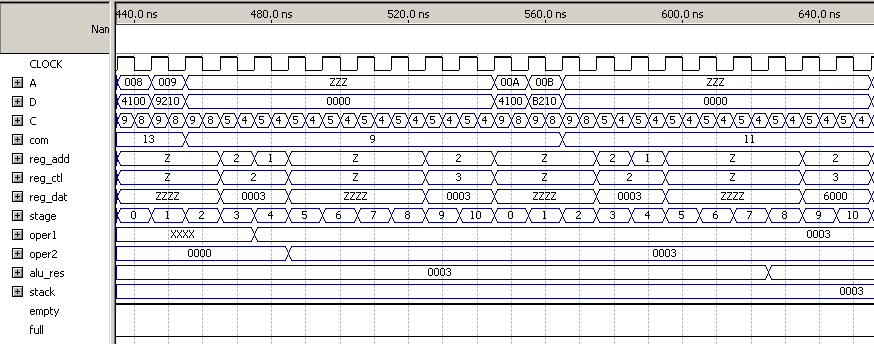 440.0 ns 480.0 ns 520.0 ns 560.0 ns 600.0 ns 640.0 ns
Nan
CLOCK
A 008 009 ZZZ 00A 00B ZZZ
D 4100 9210 0000 4100 B210 0000
C 9 8 9 8 9 8 5 4 5 4 5 4 5 4 5 4 5 4 5 4 5 4 9 8 9 8 9 8 5 4 5 4 5 4 5 4 5 4 5 4 5 4 5 4
com 13 9 11
reg_add Z 2 1 Z 2 Z 2 1 Z 2
reg_ctl Z 2 Z 3 Z 2 Z 3
reg_dat ZZZZ 0003 ZZZZ 0003 ZZZZ 0003 ZZZZ 6000
stage 0 1 2 3 4 5 6 7 8 9 10 0 1 2 3 4 5 6 7 8 9 10
oper1 XXXX 0003
oper2 0000 0003
alu_res 0003
stack 0003
empty
full